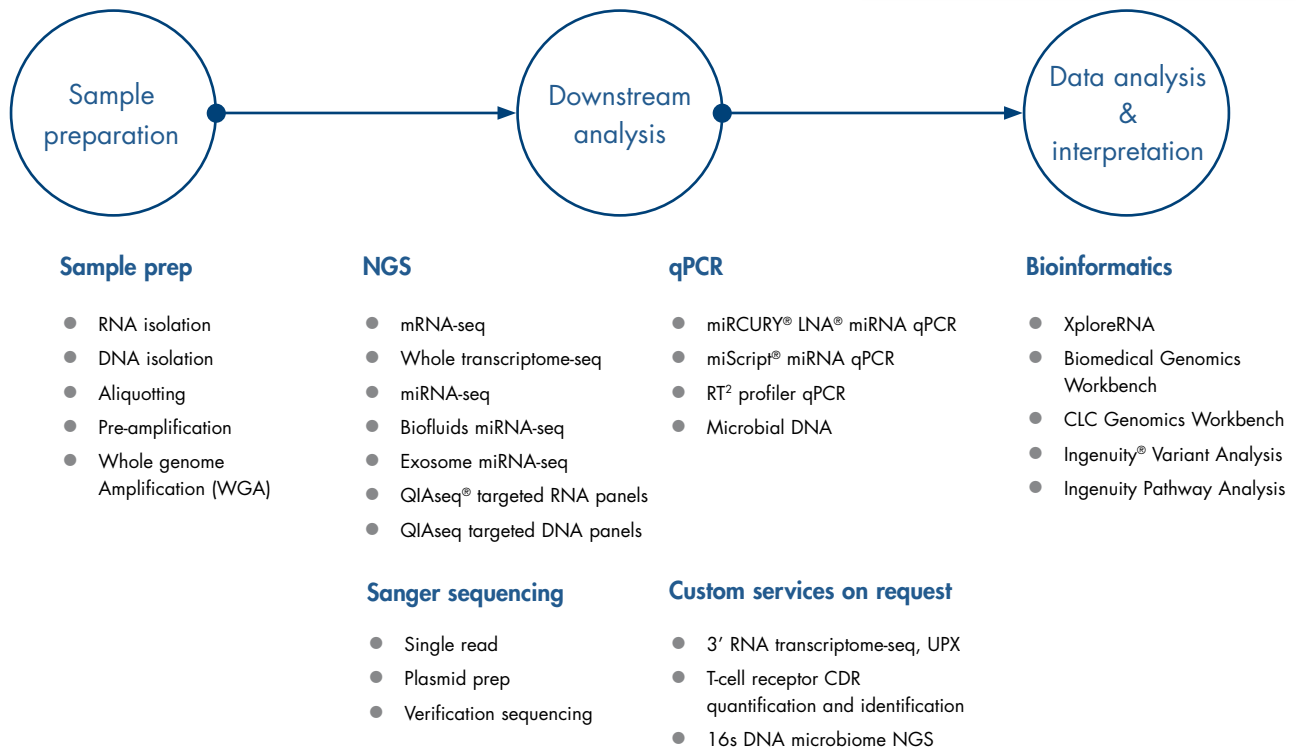 Sample
preparation
Downstream
analysis
Data analysis
&
interpretation
Sample prep
RNA isolation
DNA isolation
Aliquotting
Pre-amplification
Whole genome
Amplification (WGA)
NGS
mRNA-seq
Whole transcriptome-seq
miRNA-seq
Biofluids miRNA-seq
Exosome miRNA-seq
QIAseq® targeted RNA panels
QIAseq targeted DNA panels
qPCR
miRCURY® LNA® miRNA qPCR
miScript® miRNA qPCR
RT² profiler qPCR
Microbial DNA
Bioinformatics
XploreRNA
Biomedical Genomics
Workbench
CLC Genomics Workbench
Ingenuity® Variant Analysis
Ingenuity Pathway Analysis
Sanger sequencing
Single read
Plasmid prep
Verification sequencing
Custom services on request
3’ RNA transcriptome-seq, UPX
T-cell receptor CDR
quantification and identification
16s DNA microbiome NGS